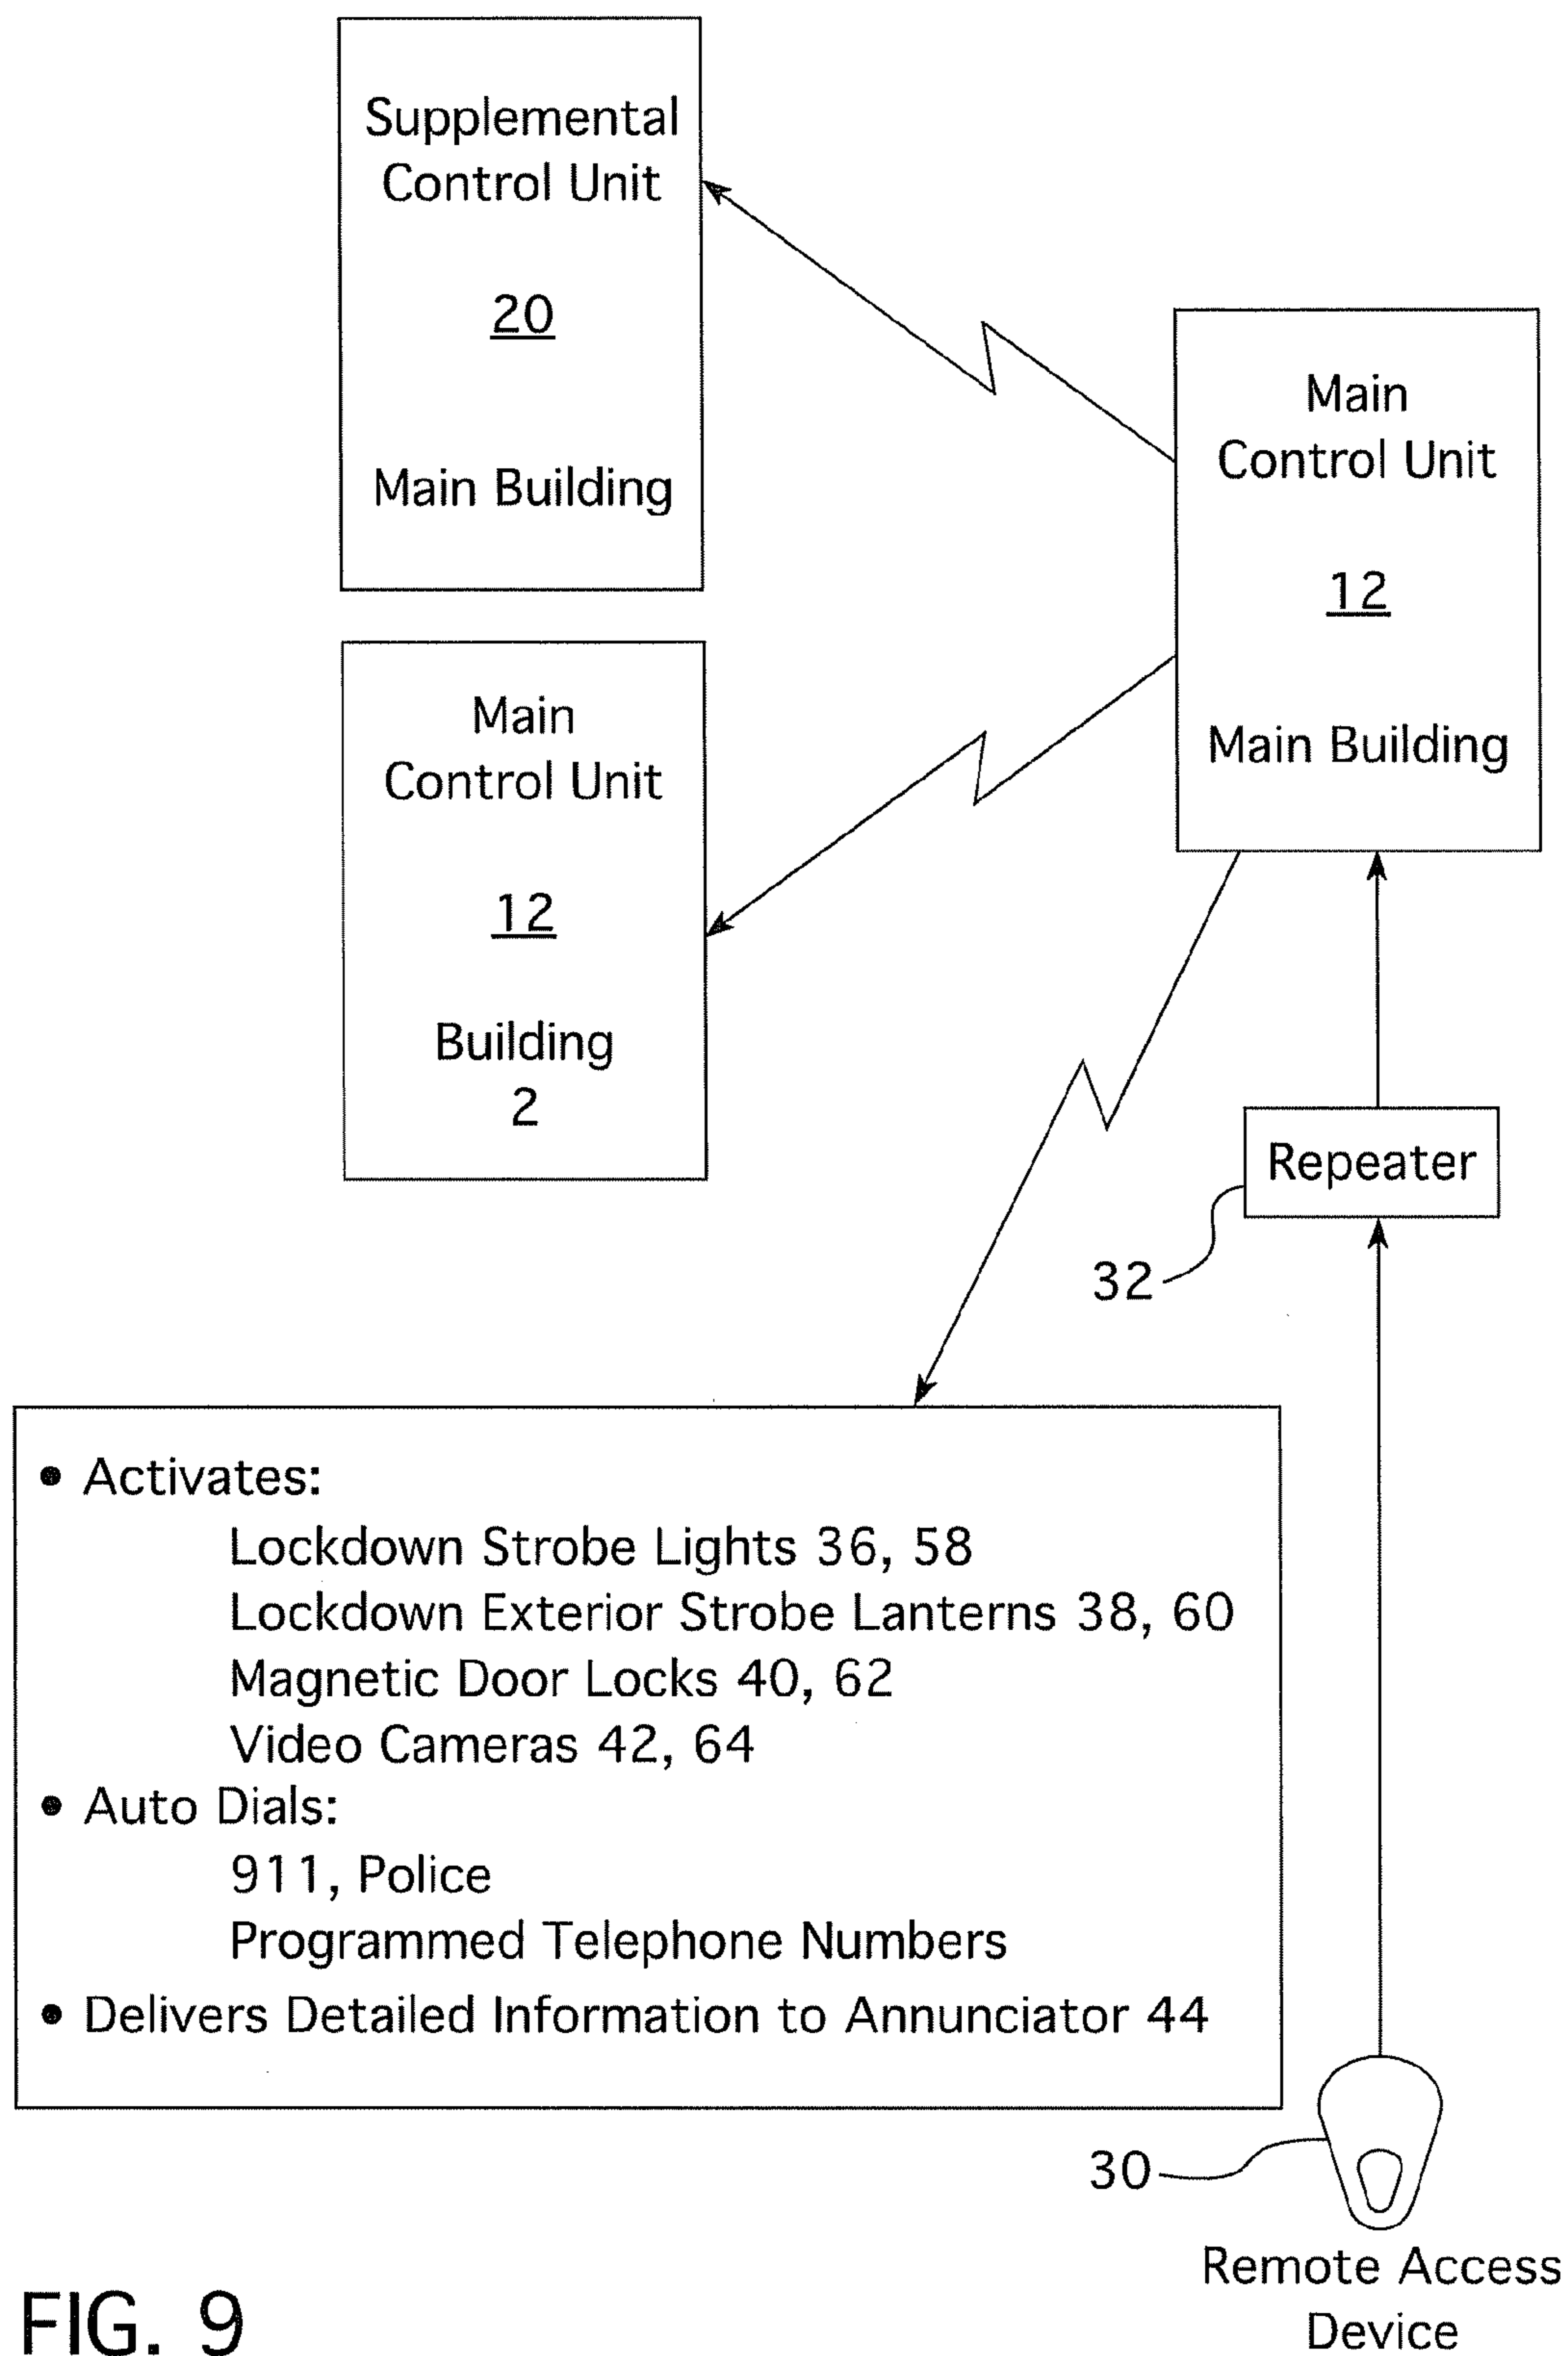 Supplemental
Control Unit
20
Main Building
Main
Control Unit
12
Main Building
Main
Control Unit
12
Building
2
Repeater
32
• Activates:
Lockdown Strobe Lights 36, 58
Lockdown Exterior Strobe Lanterns 38, 60
Magnetic Door Locks 40, 62
Video Cameras 42, 64
• Auto Dials:
911, Police
Programmed Telephone Numbers
• Delivers Detailed Information to Annunciator 44
30
Remote Access
Device
FIG. 9